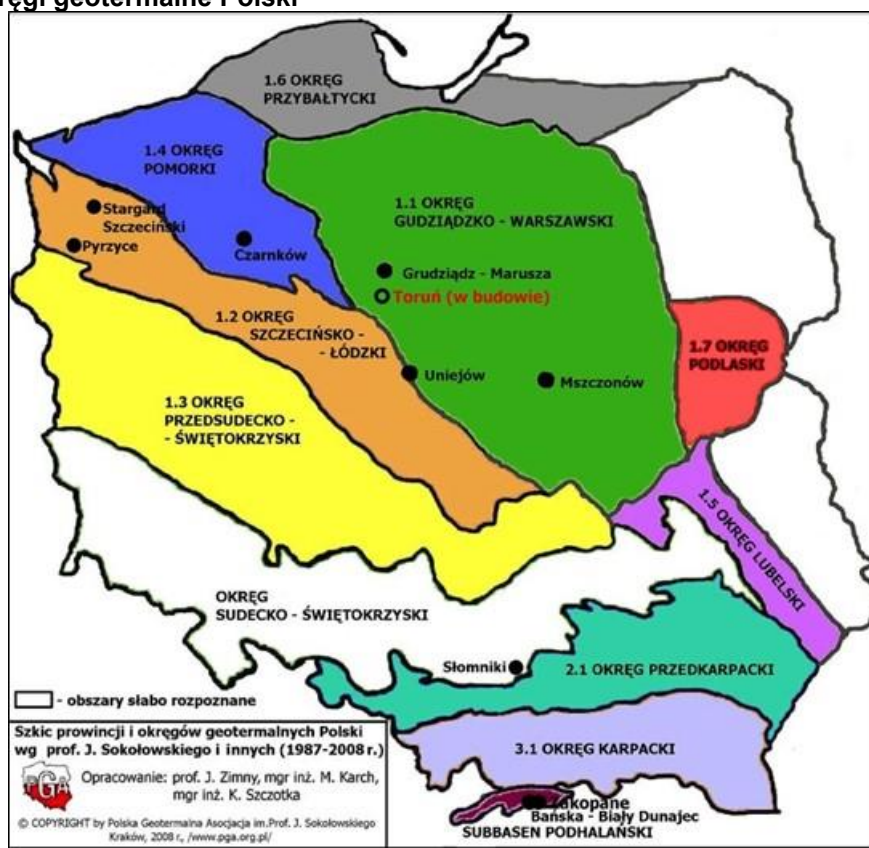 ręgi geotermalne Polski
1.6 OKRĘG
PRZYBAŁTYCKI
1.4 OKRĘG
POMORKI
1.1 OKRĘG
GUDZIĄDZKO - WARSZAWSKI
Stargard
Szczeciński
Pyrzyce
Czarnków
Grudziądz - Marusza
Toruń (w budowie)
1.2 OKRĘG
SZCZECIŃSKO -
- ŁÓDZKI
1.7 OKRĘG
PODLASKI
Uniejów
Mszczonów
1.3 OKRĘG
PRZEDSUDECKO -
- ŚWIĘTOKRZYSKI
1.5 OKRĘG LUBELSKI
OKRĘG
SUDECKO - ŚWIĘTOKRZYSKI
Słomniki
2.1 OKRĘG PRZEDKARPACKI
- obszary słabo rozpoznane
3.1 OKRĘG KARPACKI
Zakopane
Bańska - Biały Dunajec
SUBBASEN PODHALAŃSKI
Szkic prowincji i okręgów geotermalnych Polski
wg prof. J. Sokołowskiego i innych (1987-2008 r.)
PGA
Opracowanie: prof. J. Zimny, mgr inż. M. Karch,
mgr inż. K. Szczotka
© COPYRIGHT by Polska Geotermalna Asocjacja im.Prof. J. Sokołowskiego
Kraków, 2008 r., /www.pga.org.pl/